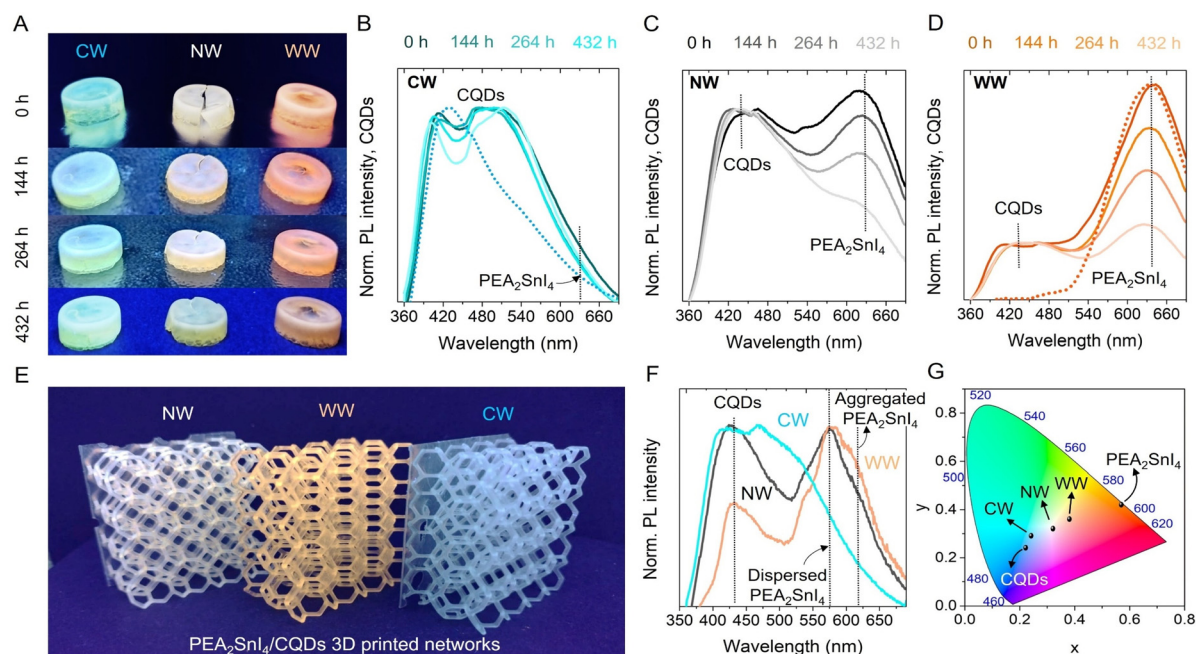 A
CW NW WW
0 h
144 h
264 h
432 h
B
0 h 144 h 264 h 432 h
CW
CQDs
PEA₂SnI₄
Norm. PL intensity, CQDs
360 420 480 540 600 660
Wavelength (nm)
C
0 h 144 h 264 h 432 h
NW
CQDs
PEA₂SnI₄
Norm. PL intensity, CQDs
360 420 480 540 600 660
Wavelength (nm)
D
0 h 144 h 264 h 432 h
WW
CQDs
PEA₂SnI₄
Norm. PL intensity, CQDs
360 420 480 540 600 660
Wavelength (nm)
E
NW WW CW
PEA₂SnI₄/CQDs 3D printed networks
F
CQDs
CW
Aggregated
PEA₂SnI₄
WW
NW
Dispersed
PEA₂SnI₄
Norm. PL intensity
360 400 450 500 550 600 650
Wavelength (nm)
G
0.8
0.6
0.4
0.2
0.0
y
520
540
560
500
580
600
620
480
460
PEA₂SnI₄
WW
NW
CW
CQDs
0.0 0.2 0.4 0.6 0.8
x